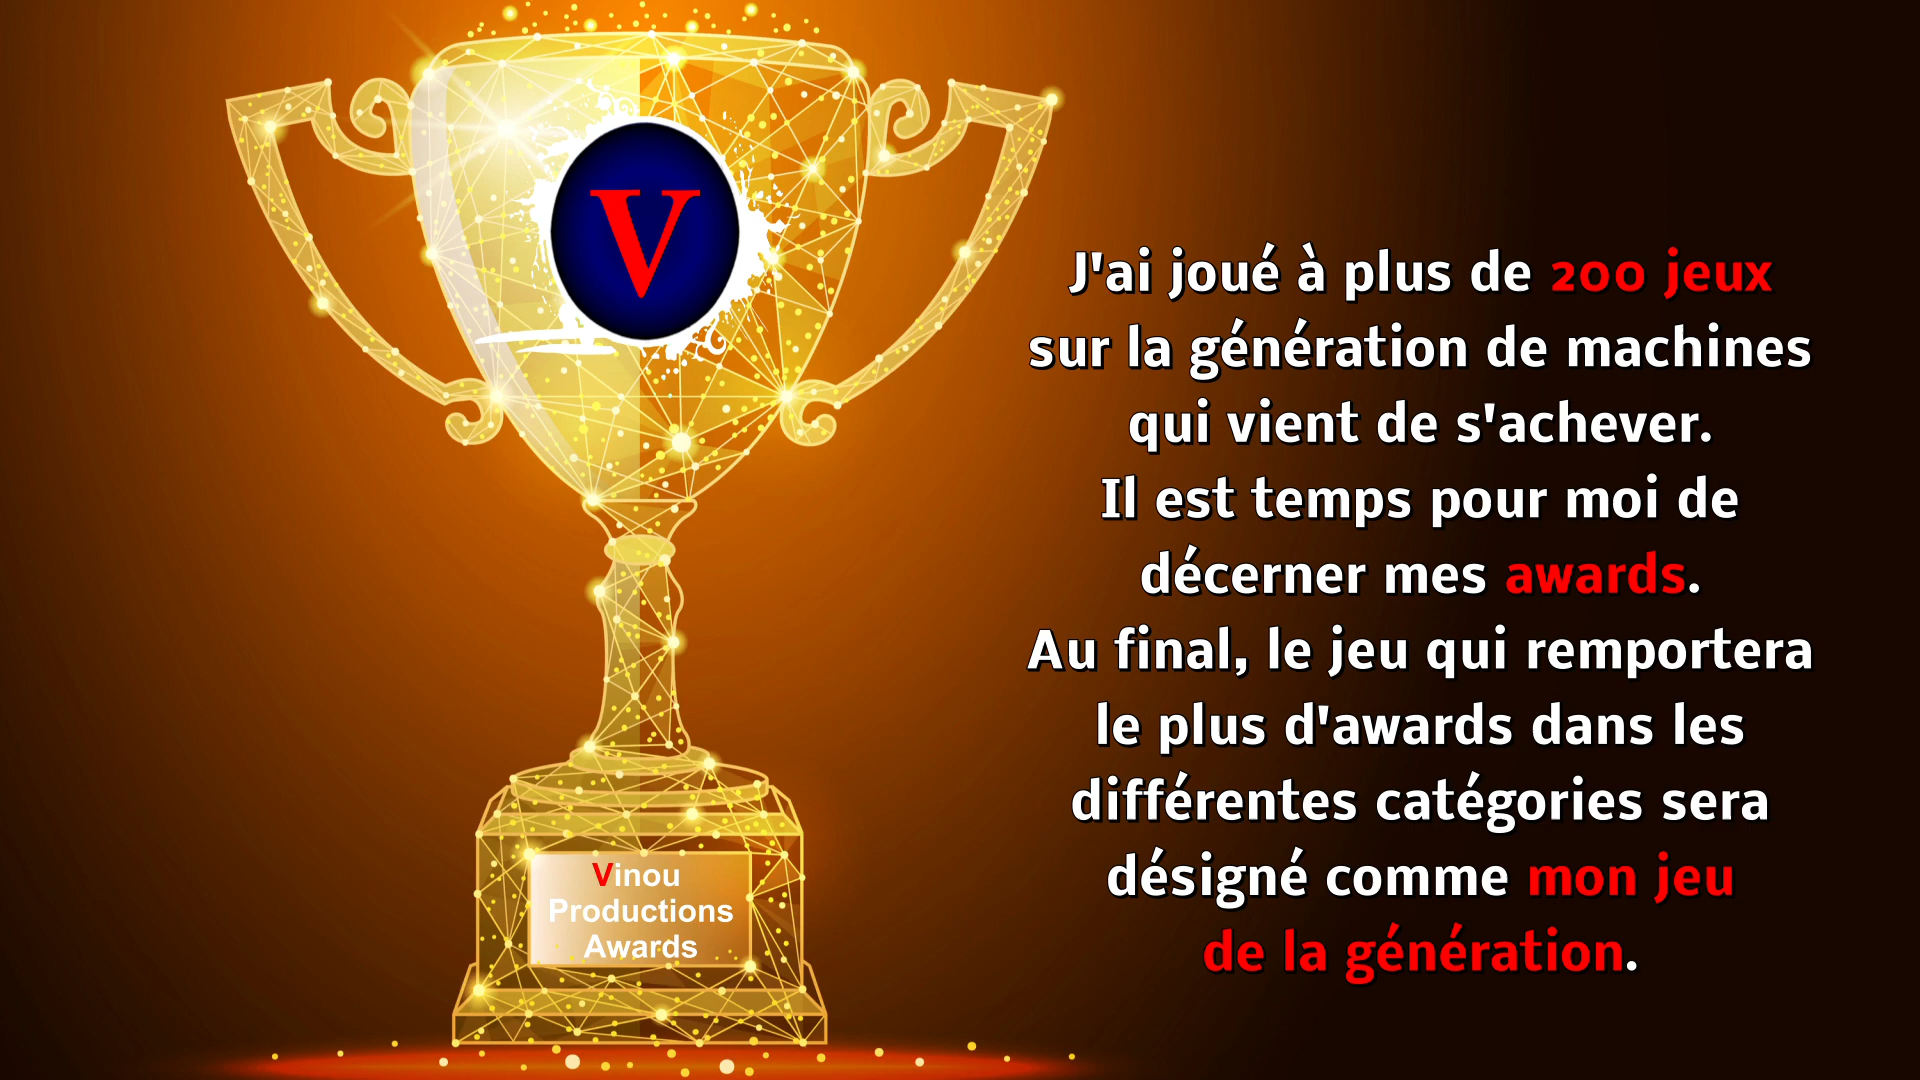 V
J'ai joué à plus de 200 jeux
sur la génération de machines
qui vient de s'achever.
Il est temps pour moi de
décerner mes awards.
Au final, le jeu qui remportera
le plus d'awards dans les
différentes catégories sera
désigné comme mon jeu
de la génération.
Vinou
Productions
Awards